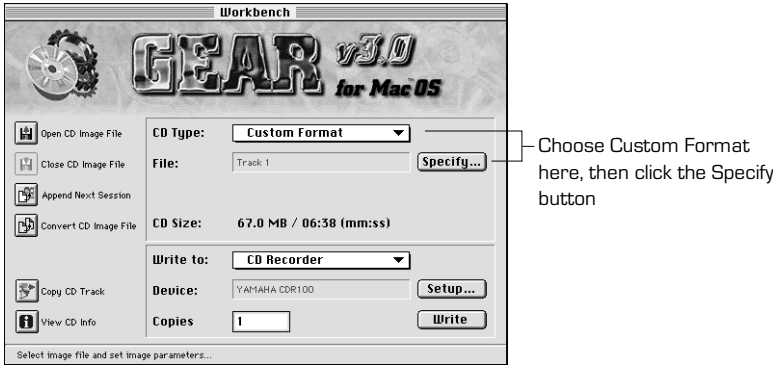 Workbench
GEAR v3.0
for Mac™OS
Open CD Image File
Close CD Image File
Append Next Session
Convert CD Image File
Copy CD Track
View CD Info
CD Type: Custom Format
File: Track 1 Specify...
CD Size: 67.0 MB / 06:38 (mm:ss)
Write to: CD Recorder
Device: YAMAHA CDR100 Setup...
Copies 1 Write
Select image file and set image parameters...
Choose Custom Format
here, then click the Specify
button